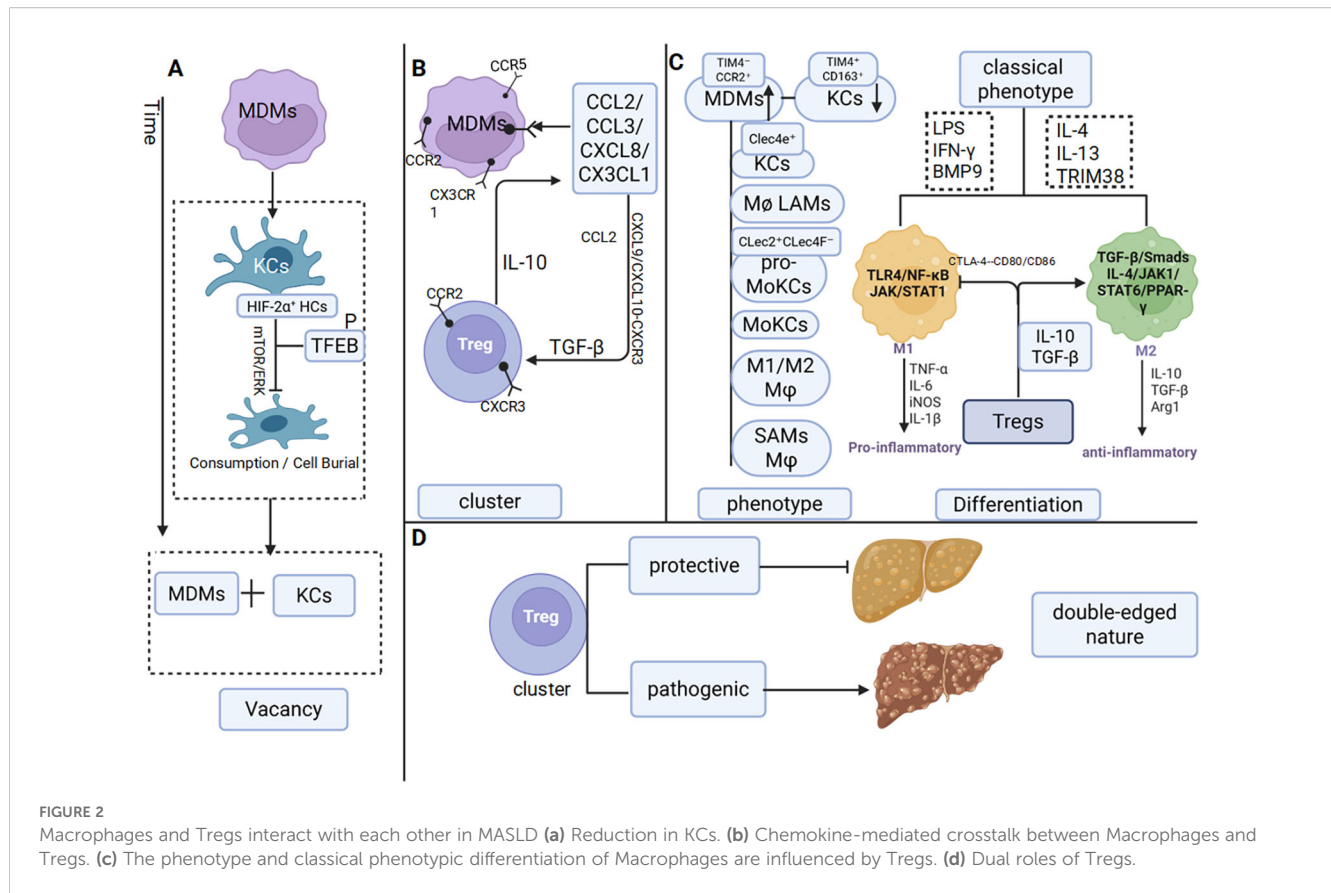 A
Time
MDMs
KCs
HIF-2α⁺ HCs
mTOR/ERK
P
TFEB
Consumption / Cell Burial
MDMs
+
KCs
Vacancy
B
CCR5
MDMs
CCR2
CX3CR
1
CCL2/
CCL3/
CXCL8/
CX3CL1
IL-10
CCL2
CXCL9/CXCL10-CXCR3
CCR2
Treg
TGF-β
CXCR3
cluster
C
TIM4⁻
CCR2⁺
MDMs
TIM4⁺
CD163⁺
KCs
Clec4e⁺
KCs
Mø LAMs
CLec2⁺CLec4F⁻
pro-
MoKCs
MoKCs
M1/M2
Mφ
SAMs
Mφ
phenotype
classical
phenotype
LPS
IFN-γ
BMP9
IL-4
IL-13
TRIM38
TLR4/NF-κB
JAK/STAT1
CTLA-4--CD80/CD86
TGF-β/Smads
IL-4/JAK1/
STAT6/PPAR-
γ
M1
M2
IL-10
TGF-β
TNF-α
IL-6
iNOS
IL-1β
IL-10
TGF-β
Arg1
Tregs
Pro-inflammatory
anti-inflammatory
Differentiation
D
Treg
cluster
protective
pathogenic
double-edged
nature
FIGURE 2
Macrophages and Tregs interact with each other in MASLD (a) Reduction in KCs. (b) Chemokine-mediated crosstalk between Macrophages and
Tregs. (c) The phenotype and classical phenotypic differentiation of Macrophages are influenced by Tregs. (d) Dual roles of Tregs.